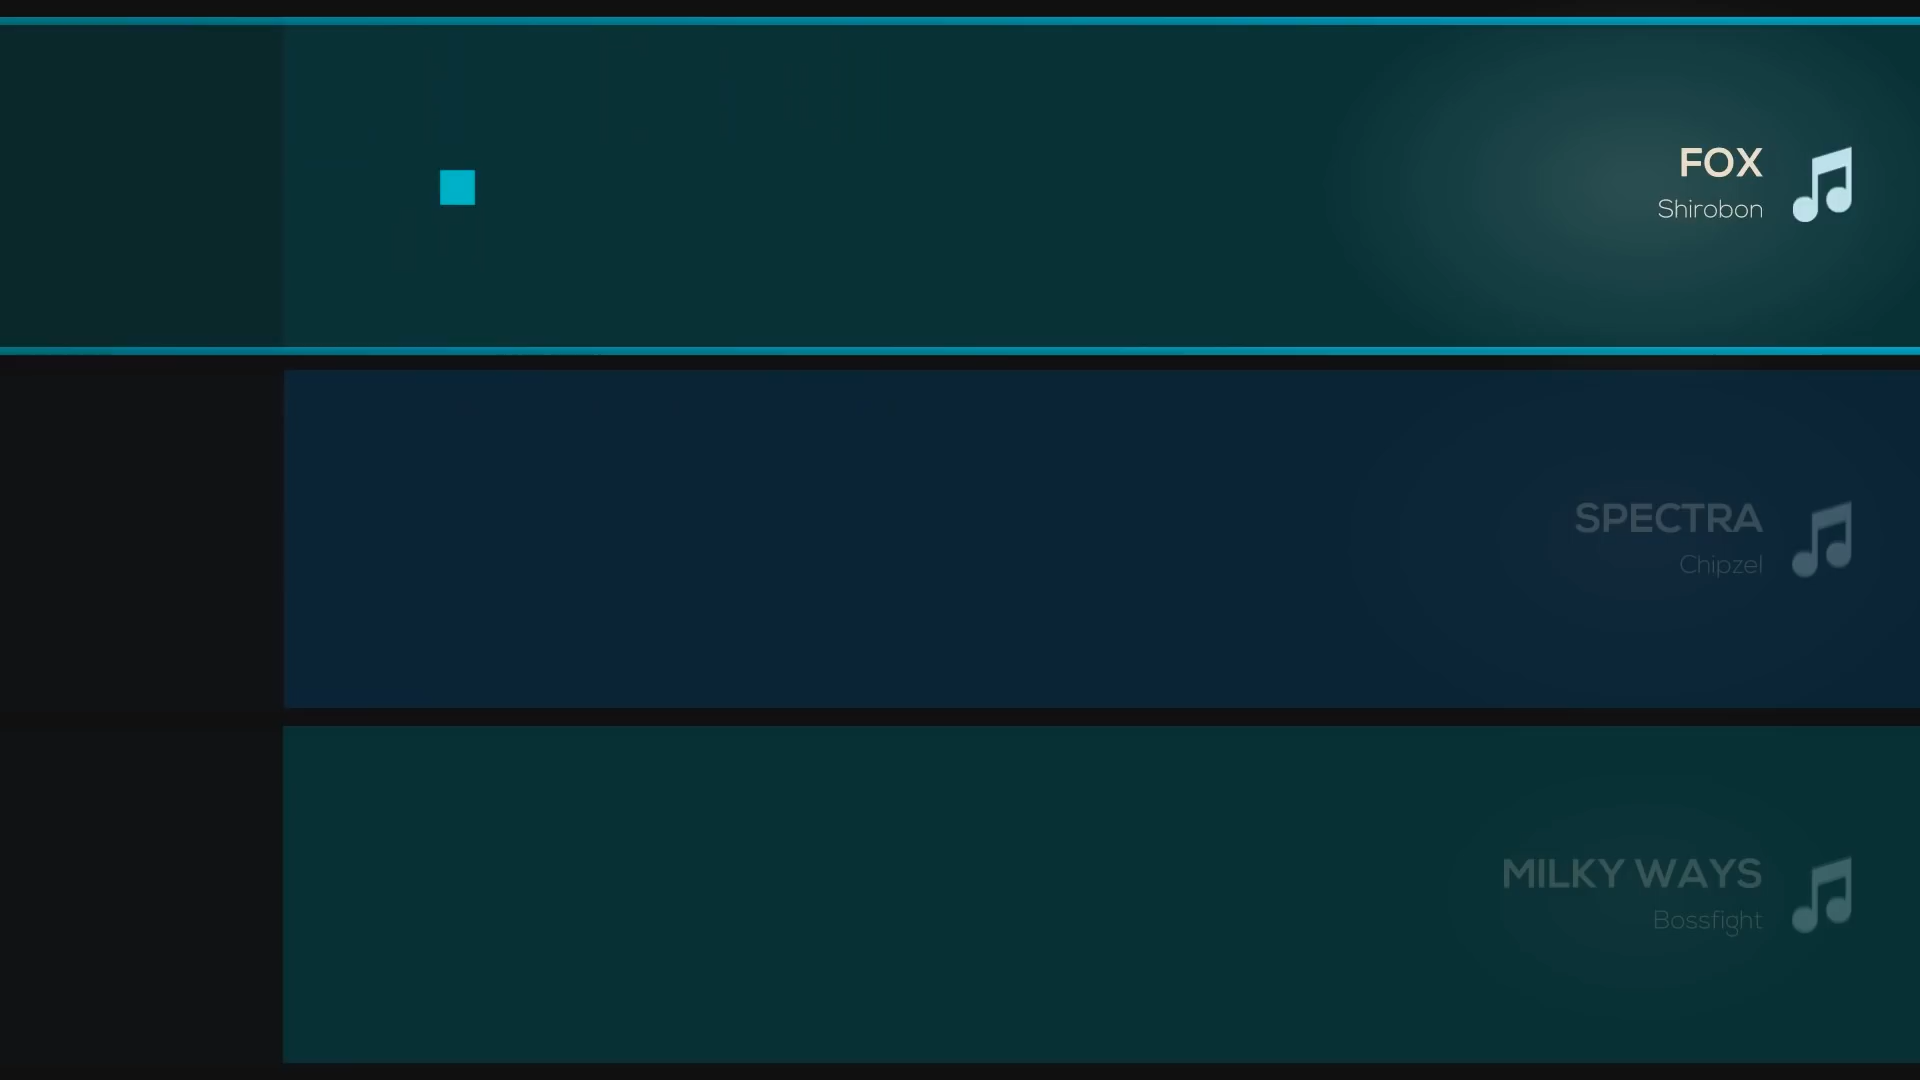 FOX
Shirobon
SPECTRA
Chipzel
MILKY WAYS
Bossfight